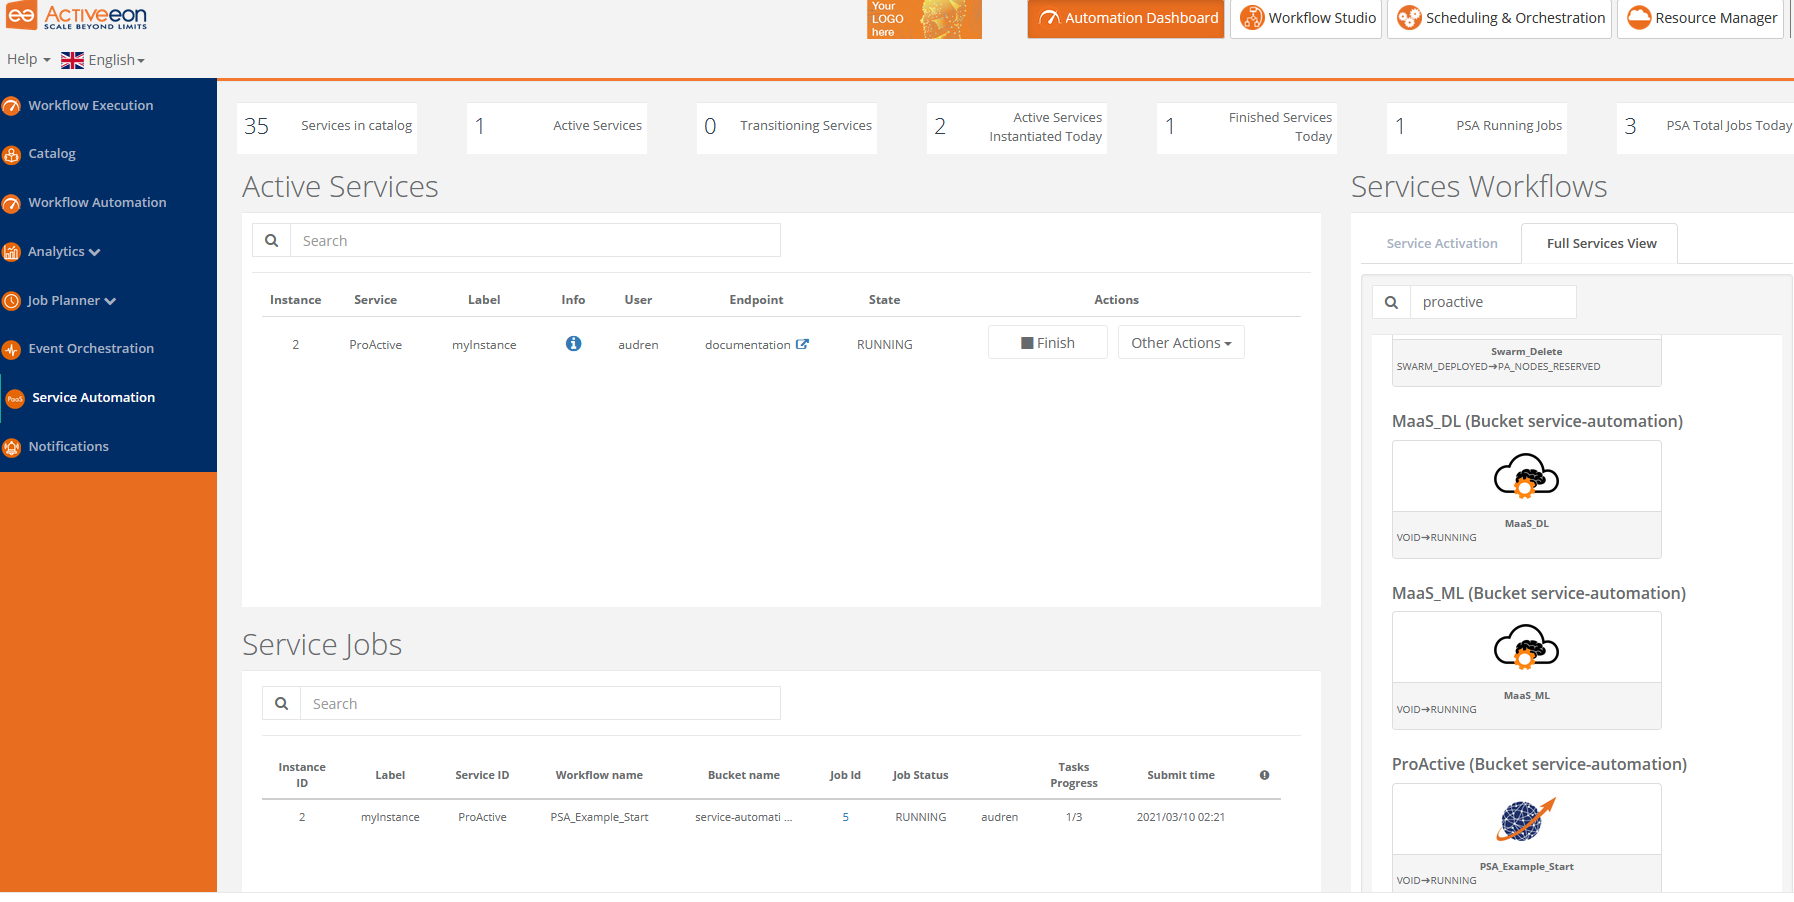 Activeeon
SCALE BEYOND LIMITS
Your
LOGO
here
Automation Dashboard
Workflow Studio
Scheduling & Orchestration
Resource Manager
Help
English
Workflow Execution
Catalog
Workflow Automation
Analytics
Job Planner
Event Orchestration
PaaS
Service Automation
Notifications
35 Services in catalog
1 Active Services
0 Transitioning Services
2 Active Services
Instantiated Today
1 Finished Services
Today
1 PSA Running Jobs
3 PSA Total Jobs Today
Active Services
Search
Instance Service Label Info User Endpoint State Actions
2 ProActive myInstance audren documentation RUNNING Finish Other Actions
Service Jobs
Search
Instance
ID Label Service ID Workflow name Bucket name Job Id Job Status Tasks
Progress Submit time
2 myInstance ProActive PSA_Example_Start service-automati ... 5 RUNNING audren 1/3 2021/03/10 02:21
Services Workflows
Service Activation
Full Services View
proactive
Swarm_Delete
SWARM_DEPLOYED➔PA_NODES_RESERVED
MaaS_DL (Bucket service-automation)
MaaS_DL
VOID➔RUNNING
MaaS_ML (Bucket service-automation)
MaaS_ML
VOID➔RUNNING
ProActive (Bucket service-automation)
PSA_Example_Start
VOID➔RUNNING